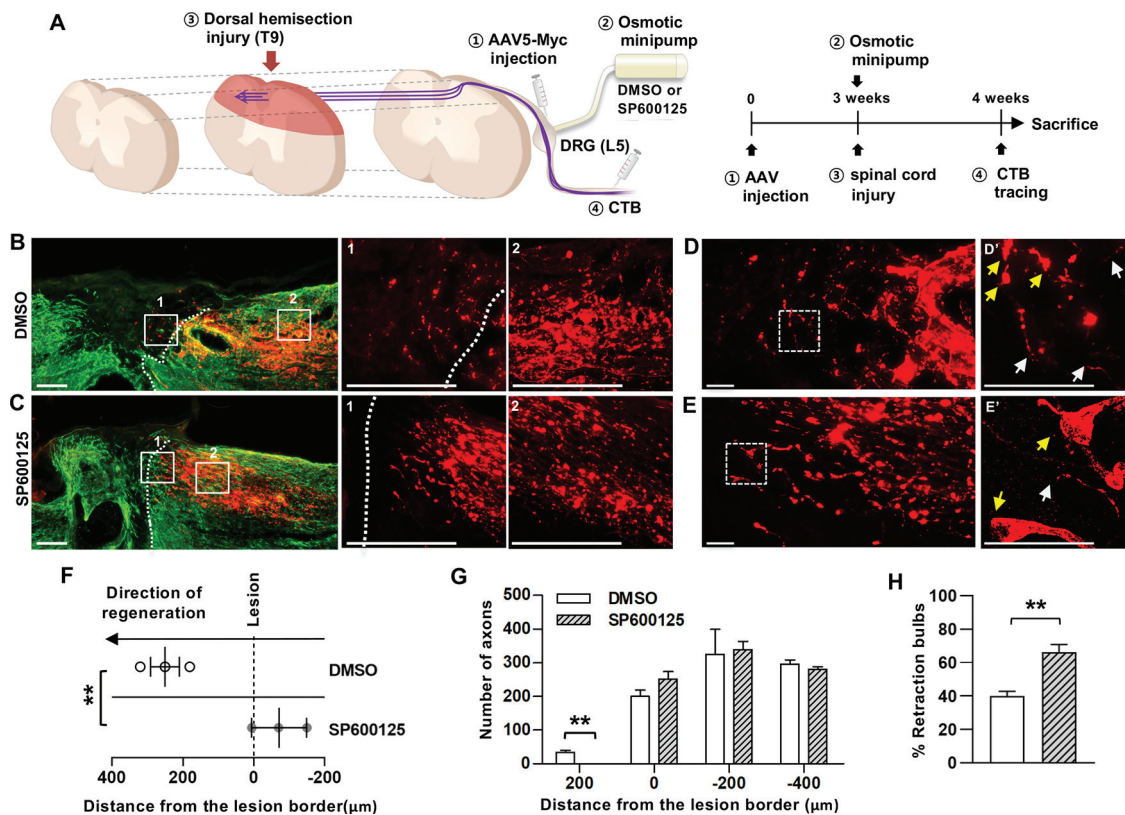 A
③ Dorsal hemisection
injury (T9)
① AAV5-Myc
injection
② Osmotic
minipump
DMSO or
SP600125
DRG (L5)
④ CTB
② Osmotic
minipump
0
3 weeks
4 weeks
Sacrifice
① AAV
injection
③ spinal cord
injury
④ CTB
tracing
B
DMSO
1
2
1
2
D
D'
C
SP600125
1
2
1
2
E
E'
F
Direction of
regeneration
Lesion
DMSO
**
SP600125
400
200
0
-200
Distance from the lesion border(μm)
G
Number of axons
500
400
300
200
100
0
DMSO
SP600125
**
200
0
-200
-400
Distance from the lesion border (μm)
H
% Retraction bulbs
100
80
60
40
20
0
**